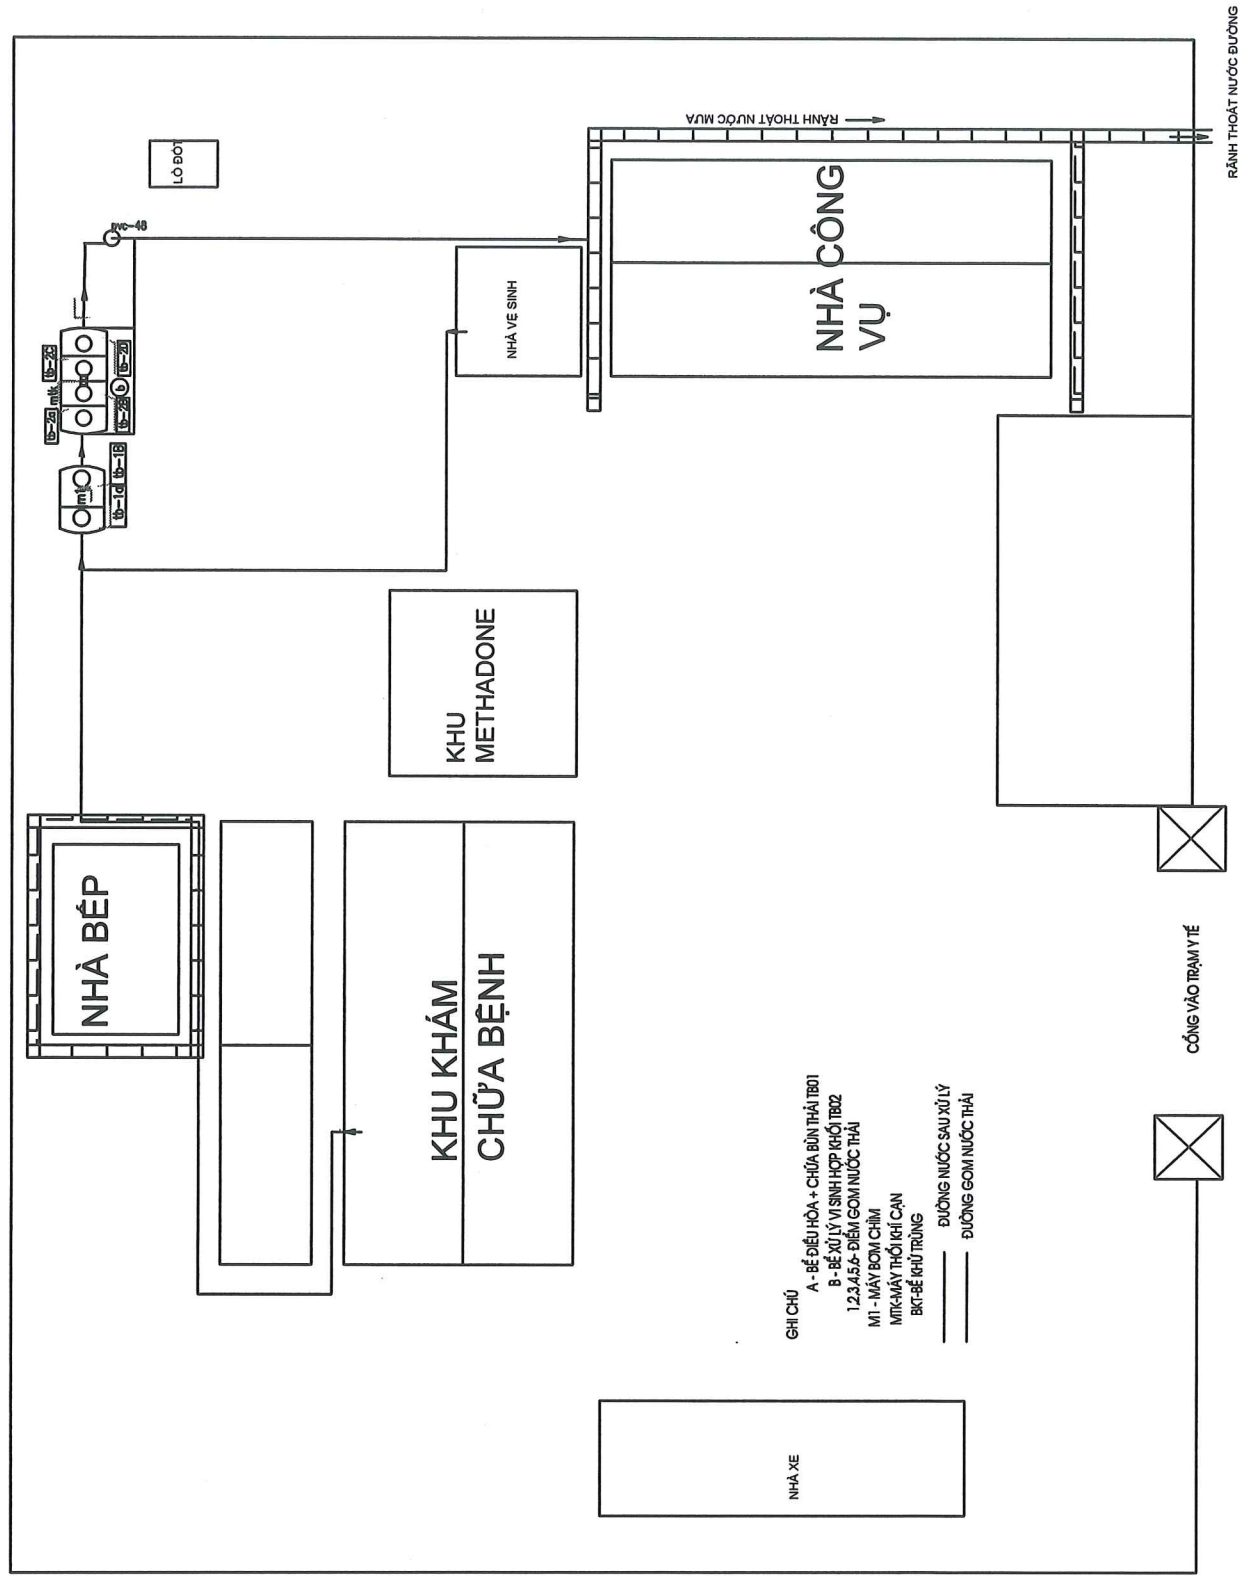 RÃNH THOÁT NƯỚC ĐƯỜNG
RÃNH THOÁT NƯỚC MƯA
LÒ ĐỐT
pvc-48
tb-2a
mtk
tb-2C
tb-2B
b
tb-2D
m1
tb-1a
tb-1B
NHÀ VỆ SINH
NHÀ CÔNG
VỤ
KHU
METHADONE
NHÀ BẾP
KHU KHÁM
CHỮA BỆNH
CỔNG VÀO TRẠM Y TẾ
GHI CHÚ
A - BỂ ĐIỀU HÒA + CHỨA BÙN THẢI TB01
B - BỂ XỬ LÝ VI SINH HỢP KHỐI TB02
1,2,3,4,5,6- ĐIỂM GOM NƯỚC THẢI
M1 - MÁY BƠM CHÌM
MTK-MÁY THỔI KHÍ CẠN
BKT-BỂ KHỬ TRÙNG
ĐƯỜNG NƯỚC SAU XỬ LÝ
ĐƯỜNG GOM NƯỚC THẢI
NHÀ XE